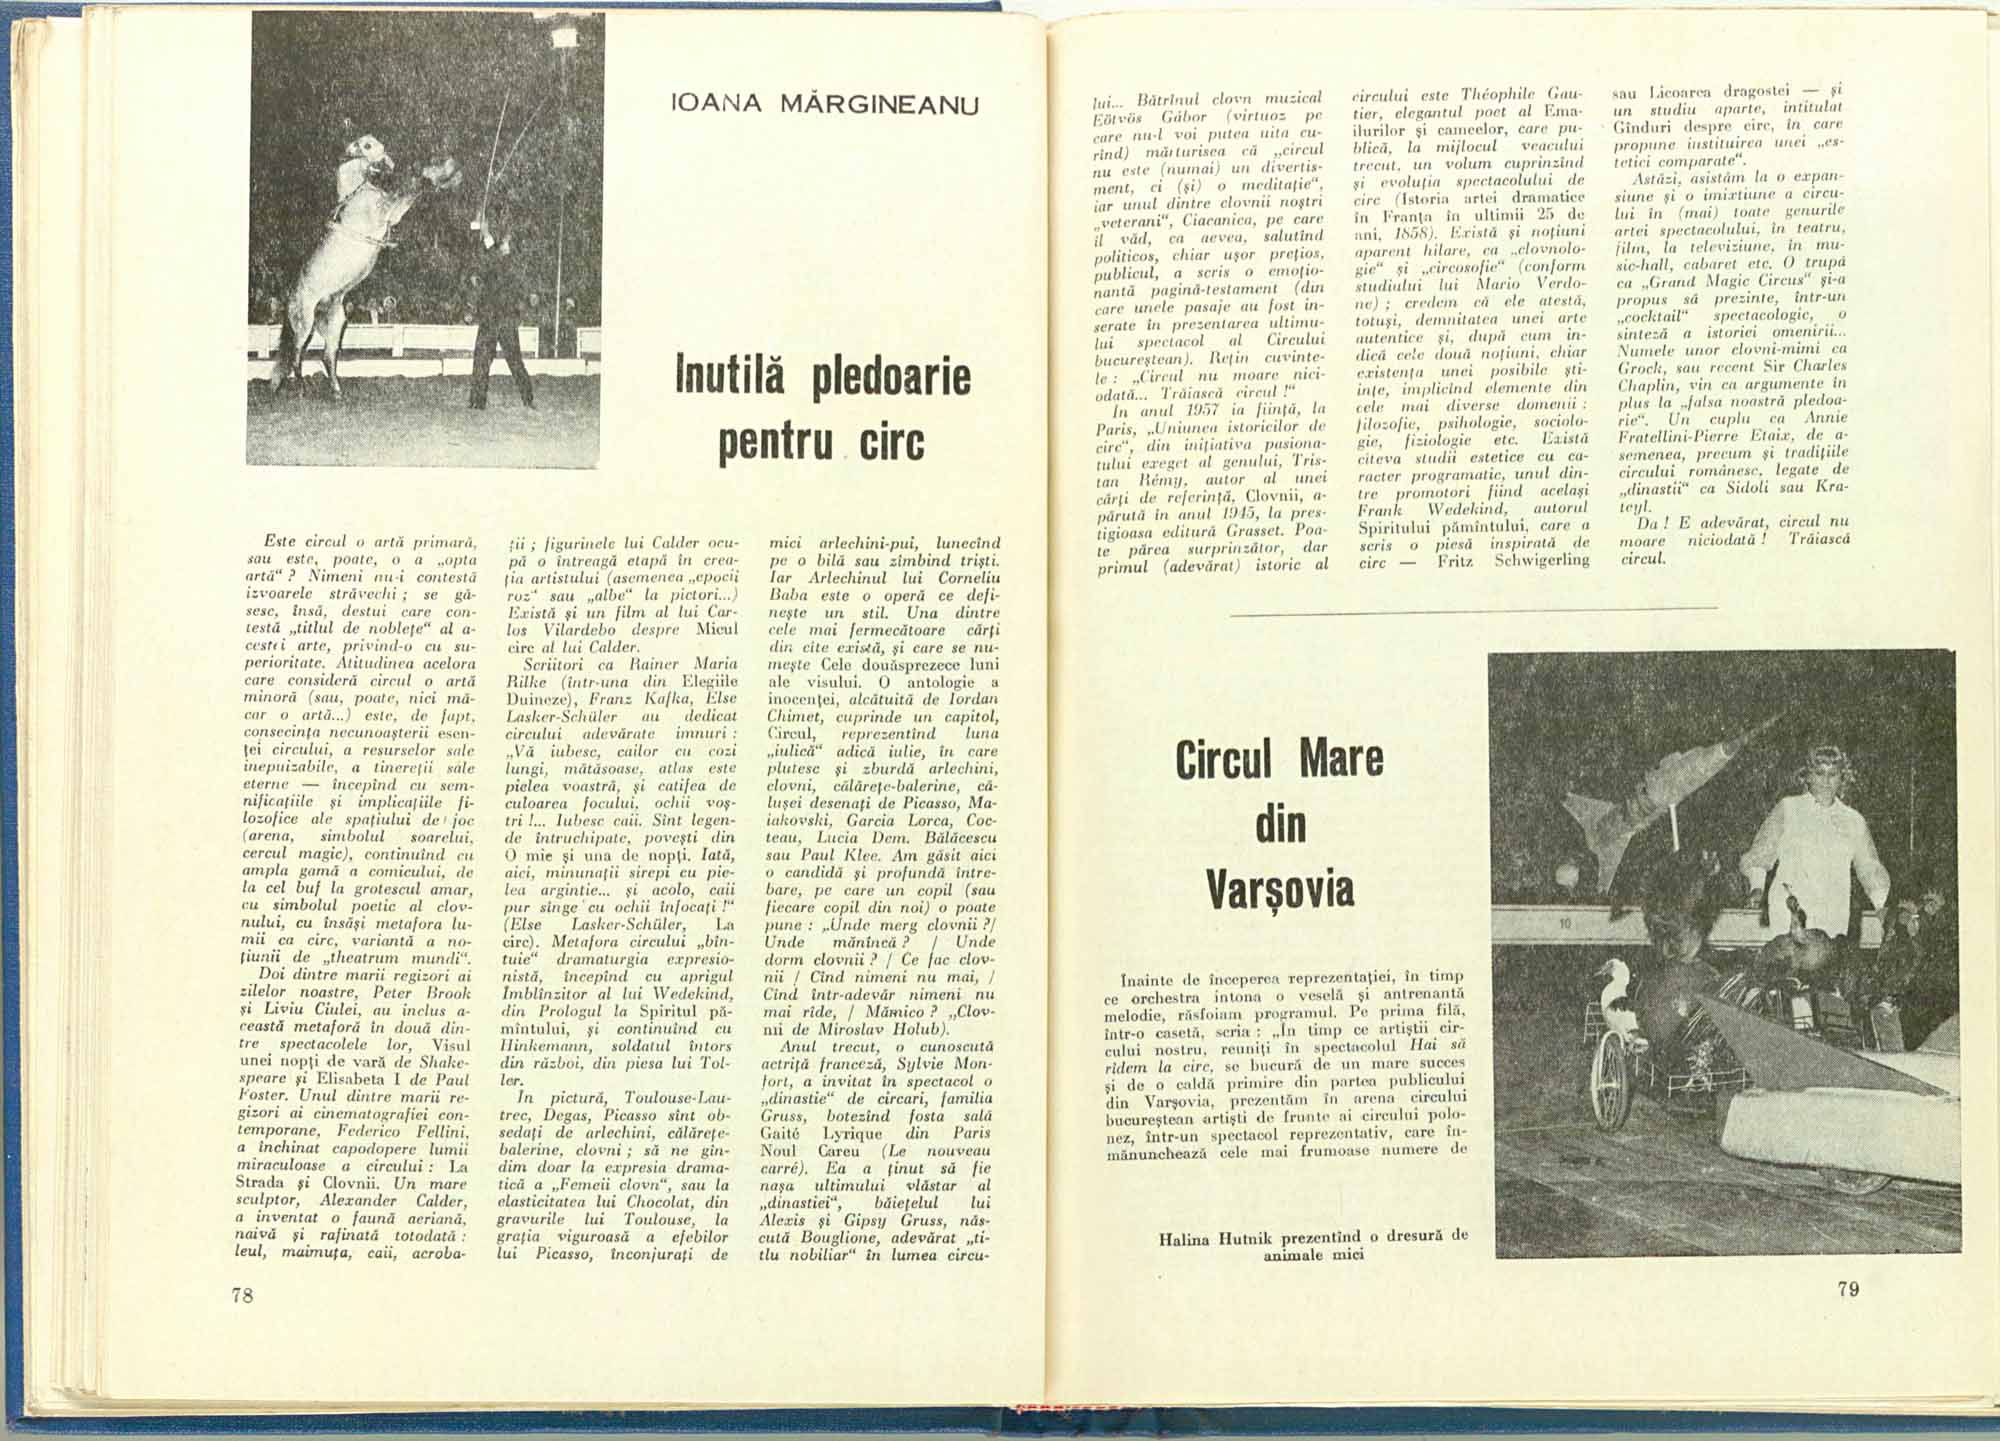 IOANA MĂRGINEANU
Inutilă pledoarie
pentru circ
Este circul o artă primară,
sau este, poate, o a „opta
artă“ ? Nimeni nu-i contestă
izvoarele străvechi ; se gă-
sesc, însă, destui care con-
testă „titlul de noblețe“ al a-
cestei arte, privind-o cu su-
perioritate. Atitudinea acelora
care consideră circul o artă
minoră (sau, poate, nici mă-
car o artă...) este, de fapt,
consecința necunoașterii esen-
ței circului, a resurselor sale
inepuizabile, a tinereții sale
eterne — începînd cu sem-
nificațiile și implicațiile fi-
lozofice ale spațiului de joc
(arena, simbolul soarelui,
cercul magic), continuînd cu
ampla gamă a comicului, de
la cel buf la grotescul amar,
cu simbolul poetic al clov-
nului, cu însăși metafora lu-
mii ca circ, variantă a no-
țiunii de „theatrum mundi“.
Doi dintre marii regizori ai
zilelor noastre, Peter Brook
și Liviu Ciulei, au inclus a-
ceastă metaforă în două din-
tre spectacolele lor, Visul
unei nopți de vară de Shake-
speare și Elisabeta I de Paul
Foster. Unul dintre marii re-
gizori ai cinematografiei con-
temporane, Federico Fellini,
a închinat capodopere lumii
miraculoase a circului : La
Strada și Clovnii. Un mare
sculptor, Alexander Calder,
a inventat o faună aeriană,
naivă și rafinată totodată :
leul, maimuța, caii, acroba-
ții ; figurinele lui Calder ocu-
pă o întreagă etapă în crea-
ția artistului (asemenea „epocii
roz“ sau „albe“ la pictori...)
Există și un film al lui Car-
los Vilardebo despre Micul
circ al lui Calder.
Scriitori ca Rainer Maria
Rilke (într-una din Elegiile
Duineze), Franz Kafka, Else
Lasker-Schüler au dedicat
circului adevărate imnuri :
„Vă iubesc, cailor cu cozi
lungi, mătăsoase, atlas este
pielea voastră, și catifea de
culoarea focului, ochii voș-
tri !... Iubesc caii. Sînt legen-
de întruchipate, povești din
O mie și una de nopți. Iată,
aici, minunații sirepi cu pie-
lea argintie... și acolo, caii
pur sînge cu ochii înfocați !“
(Else Lasker-Schüler, La
circ). Metafora circului „bîn-
tuie“ dramaturgia expresio-
nistă, începînd cu aprigul
Îmblînzitor al lui Wedekind,
din Prologul la Spiritul pă-
mîntului, și continuînd cu
Hinkemann, soldatul întors
din război, din piesa lui Tol-
ler.
În pictură, Toulouse-Lau-
trec, Degas, Picasso sînt ob-
sedați de arlechini, călărețe-
balerine, clovni ; să ne gîn-
dim doar la expresia drama-
tică a „Femeii clovn“, sau la
elasticitatea lui Chocolat, din
gravurile lui Toulouse, la
grația viguroasă a efebilor
lui Picasso, înconjurați de
mici arlechini-pui, lunecînd
pe o bilă sau zîmbind triști.
Iar Arlechinul lui Corneliu
Baba este o operă ce defi-
nește un stil. Una dintre
cele mai fermecătoare cărți
din cîte există, și care se nu-
mește Cele douăsprezece luni
ale visului. O antologie a
inocenței, alcătuită de Iordan
Chimet, cuprinde un capitol,
Circul, reprezentînd luna
„iulică“ adică iulie, în care
plutesc și zburdă arlechini,
clovni, călărețe-balerine, că-
lușei desenați de Picasso, Ma-
iakovski, Garcia Lorca, Coc-
teau, Lucia Dem. Bălăcescu
sau Paul Klee. Am găsit aici
o candidă și profundă între-
bare, pe care un copil (sau
fiecare copil din noi) o poate
pune : „Unde merg clovnii ?/
Unde mănîncă ? / Unde
dorm clovnii ? / Ce fac clov-
nii / Cînd nimeni nu mai, /
Cînd într-adevăr nimeni nu
mai rîde, / Mămico ? „Clov-
nii de Miroslav Holub).
Anul trecut, o cunoscută
actriță franceză, Sylvie Mon-
fort, a invitat în spectacol o
„dinastie“ de circari, familia
Gruss, botezînd fosta sală
Gaité Lyrique din Paris
Noul Careu (Le nouveau
carré). Ea a ținut să fie
nașa ultimului vlăstar al
„dinastiei“, băiețelul lui
Alexis și Gipsy Gruss, năs-
cută Bouglione, adevărat „ti-
tlu nobiliar“ în lumea circu-
78
lui... Bătrînul clovn muzical
Eötvös Gábor (virtuoz pe
care nu-l voi putea uita cu-
rînd) mărturisea că „circul
nu este (numai) un divertis-
ment, ci (și) o meditație“,
iar unul dintre clovnii noștri
„veterani“, Ciacanica, pe care
îl văd, ca aevea, salutînd
politicos, chiar ușor prețios,
publicul, a scris o emoțio-
nantă pagină-testament (din
care unele pasaje au fost in-
serate în prezentarea ultimu-
lui spectacol al Circului
bucureștean). Rețin cuvinte-
le : „Circul nu moare nici-
odată... Trăiască circul !“
În anul 1957 ia ființă, la
Paris, „Uniunea istoricilor de
circ“, din inițiativa pasiona-
tului exeget al genului, Tris-
tan Rémy, autor al unei
cărți de referință, Clovnii, a-
părută în anul 1945, la pres-
tigioasa editură Grasset. Poa-
te părea surprinzător, dar
primul (adevărat) istoric al
circului este Théophile Gau-
tier, elegantul poet al Ema-
ilurilor și cameelor, care pu-
blică, la mijlocul veacului
trecut, un volum cuprinzînd
și evoluția spectacolului de
circ (Istoria artei dramatice
în Franța în ultimii 25 de
ani, 1858). Există și noțiuni
aparent hilare, ca „clovnolo-
gie“ și „circosofie“ (conform
studiului lui Mario Verdo-
ne) ; credem că ele atestă,
totuși, demnitatea unei arte
autentice și, după cum in-
dică cele două noțiuni, chiar
existența unei posibile ști-
ințe, implicînd elemente din
cele mai diverse domenii :
filozofie, psihologie, sociolo-
gie, fiziologie etc. Există
cîteva studii estetice cu ca-
racter programatic, unul din-
tre promotori fiind același
Frank Wedekind, autorul
Spiritului pămîntului, care a
scris o piesă inspirată de
circ — Fritz Schwigerling
sau Licoarea dragostei — și
un studiu aparte, intitulat
Gînduri despre circ, în care
propune instituirea unei „es-
tetici comparate“.
Astăzi, asistăm la o expan-
siune și o imixtiune a circu-
lui în (mai) toate genurile
artei spectacolului, în teatru,
film, la televiziune, în mu-
sic-hall, cabaret etc. O trupă
ca „Grand Magic Circus“ și-a
propus să prezinte, într-un
„cocktail“ spectacologic, o
sinteză a istoriei omenirii...
Numele unor clovni-mimi ca
Grock, sau recent Sir Charles
Chaplin, vin ca argumente în
plus la „falsa noastră pledoa-
rie“. Un cuplu ca Annie
Fratellini-Pierre Etaix, de a-
semenea, precum și tradițiile
circului românesc, legate de
„dinastii“ ca Sidoli sau Kra-
teyl.
Da ! E adevărat, circul nu
moare niciodată ! Trăiască
circul.
Circul Mare
din
Varșovia
Înainte de începerea reprezentației, în timp
ce orchestra intona o veselă și antrenantă
melodie, răsfoiam programul. Pe prima filă,
într-o casetă, scria : „În timp ce artiștii cir-
cului nostru, reuniți în spectacolul Hai să
rîdem la circ, se bucură de un mare succes
și de o caldă primire din partea publicului
din Varșovia, prezentăm în arena circului
bucureștean artiști de frunte ai circului polo-
nez, într-un spectacol reprezentativ, care în-
mănunchează cele mai frumoase numere de
10
Halina Hutnik prezentînd o dresură de
animale mici
79